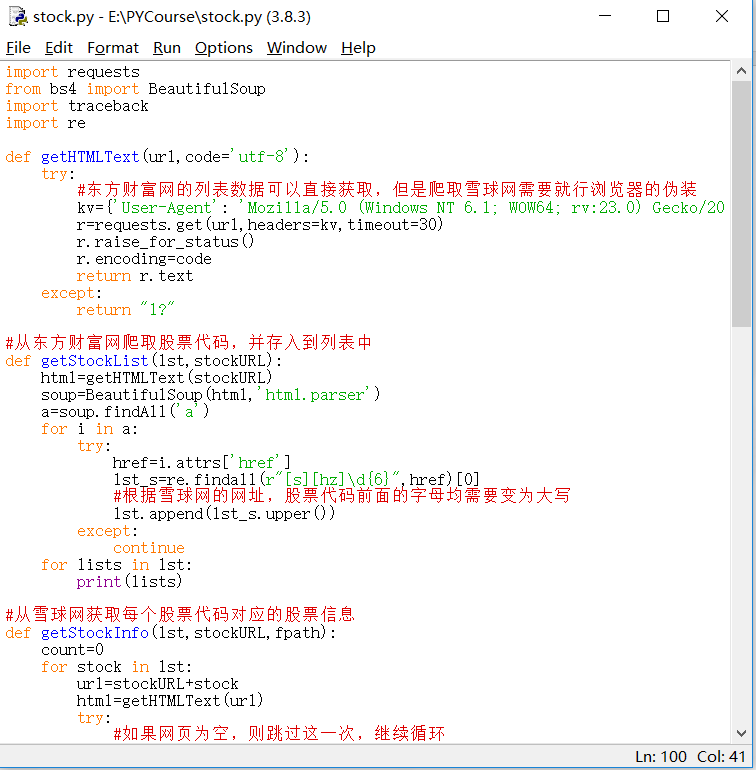 stock.py - E:\PYCourse\stock.py (3.8.3)
File Edit Format Run Options Window Help
import requests
from bs4 import BeautifulSoup
import traceback
import re
def getHTMLText(url,code='utf-8'):
    try:
        #东方财富网的列表数据可以直接获取，但是爬取雪球网需要就行浏览器的伪装
        kv={'User-Agent': 'Mozilla/5.0 (Windows NT 6.1; WOW64; rv:23.0) Gecko/20
        r=requests.get(url,headers=kv,timeout=30)
        r.raise_for_status()
        r.encoding=code
        return r.text
    except:
        return "1?"
#从东方财富网爬取股票代码，并存入到列表中
def getStockList(lst,stockURL):
    html=getHTMLText(stockURL)
    soup=BeautifulSoup(html,'html.parser')
    a=soup.findAll('a')
    for i in a:
        try:
            href=i.attrs['href']
            lst_s=re.findall(r"[s][hz]\d{6}",href)[0]
            #根据雪球网的网址，股票代码前面的字母均需要变为大写
            lst.append(lst_s.upper())
        except:
            continue
    for lists in lst:
        print(lists)
#从雪球网获取每个股票代码对应的股票信息
def getStockInfo(lst,stockURL,fpath):
    count=0
    for stock in lst:
        url=stockURL+stock
        html=getHTMLText(url)
        try:
            #如果网页为空，则跳过这一次，继续循环
Ln: 100 Col: 41